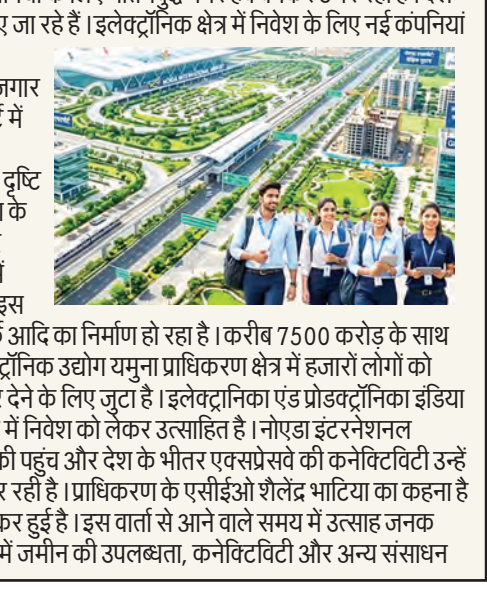 ए जा रहे हैं। इलेक्ट्रॉनिक क्षेत्र में निवेश के लिए नई कंपनियां
में
दृष्टि
के
इस
आदि का निर्माण हो रहा है। करीब 7500 करोड़ के साथ
उद्योग यमुना प्राधिकरण क्षेत्र में हजारों लोगों को
देने के लिए जुटा है। इलेक्ट्रानिका एंड प्रोडक्ट्रॉनिका इंडिया
में निवेश को लेकर उत्साहित है। नोएडा इंटरनेशनल
की पहुंच और देश के भीतर एक्सप्रेसवे की कनेक्टिविटी उन्हें
र रही है। प्राधिकरण के एसीईओ शैलेंद्र भाटिया का कहना है
कर हुई है। इस वार्ता से आने वाले समय में उत्साह जनक
में जमीन की उपलब्धता, कनेक्टिविटी और अन्य संसाधन